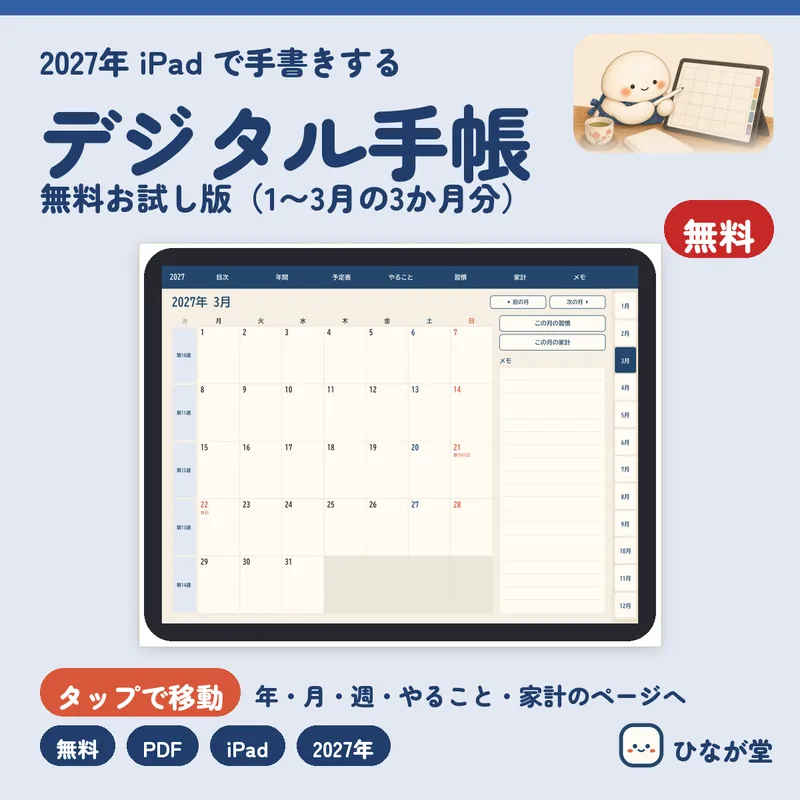 2027年 iPad で手書きする
デジタル手帳
無料お試し版（1〜3月の3か月分）
無料
2027 目次 年間 予定表 やること 習慣 家計 メモ
2027年 3月
◀ 前の月 次の月 ▶
この月の習慣
この月の家計
メモ
週 月 火 水 木 金 土 日
第10週 1 2 3 4 5 6 7
第11週 8 9 10 11 12 13 14
第12週 15 16 17 18 19 20 21
春分の日
第13週 22 23 24 25 26 27 28
休日
第14週 29 30 31
1月
2月
3月
4月
5月
6月
7月
8月
9月
10月
11月
12月
タップで移動 年・月・週・やること・家計のページへ
無料 PDF iPad 2027年
ひなが堂